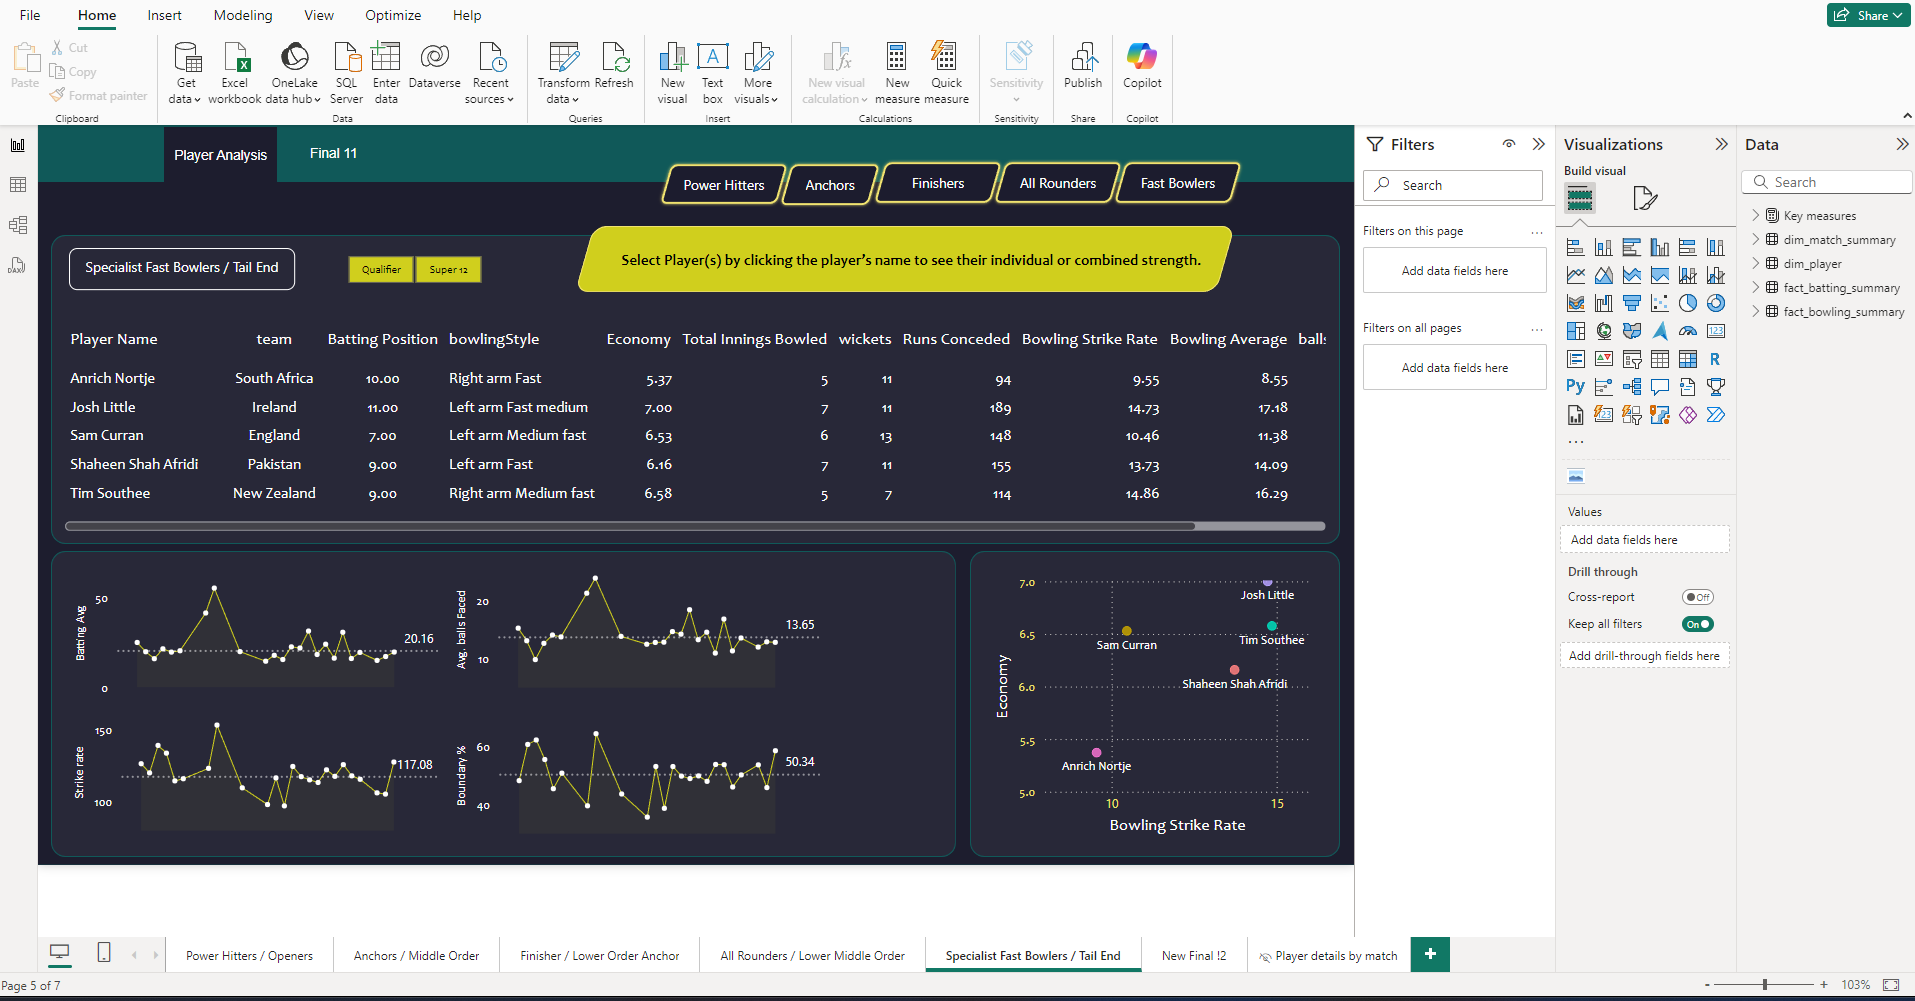 File Home Insert Modeling View Optimize Help
Share
Paste
Cut
Copy
Format painter
Clipboard
Get data
Excel workbook
OneLake data hub
SQL Server
Enter data
Dataverse
Recent sources
Data
Transform data
Refresh
Queries
New visual
Text box
More visuals
Insert
New visual calculation
New measure
Quick measure
Calculations
Sensitivity
Sensitivity
Publish
Share
Copilot
Copilot
Player Analysis
Final 11
Power Hitters
Anchors
Finishers
All Rounders
Fast Bowlers
Specialist Fast Bowlers / Tail End
Qualifier
Super 12
Select Player(s) by clicking the player's name to see their individual or combined strength.
Player Name team Batting Position bowlingStyle Economy Total Innings Bowled wickets Runs Conceded Bowling Strike Rate Bowling Average balls
Anrich Nortje South Africa 10.00 Right arm Fast 5.37 5 11 94 9.55 8.55
Josh Little Ireland 11.00 Left arm Fast medium 7.00 7 11 189 14.73 17.18
Sam Curran England 7.00 Left arm Medium fast 6.53 6 13 148 10.46 11.38
Shaheen Shah Afridi Pakistan 9.00 Left arm Fast 6.16 7 11 155 13.73 14.09
Tim Southee New Zealand 9.00 Right arm Medium fast 6.58 5 7 114 14.86 16.29
Batting Avg
50
0
20.16
Avg. balls Faced
20
10
13.65
Strike rate
150
100
117.08
Boundary %
60
40
50.34
Economy
7.0
6.5
6.0
5.5
5.0
Josh Little
Tim Southee
Sam Curran
Shaheen Shah Afridi
Anrich Nortje
10
15
Bowling Strike Rate
Filters
Search
Filters on this page
...
Add data fields here
Filters on all pages
...
Add data fields here
Visualizations
Build visual
123
R
Py
123
...
Values
Add data fields here
Drill through
Cross-report
Off
Keep all filters
On
Add drill-through fields here
Data
Search
Key measures
dim_match_summary
dim_player
fact_batting_summary
fact_bowling_summary
Power Hitters / Openers
Anchors / Middle Order
Finisher / Lower Order Anchor
All Rounders / Lower Middle Order
Specialist Fast Bowlers / Tail End
New Final !2
Player details by match
+
Page 5 of 7
- + 103%